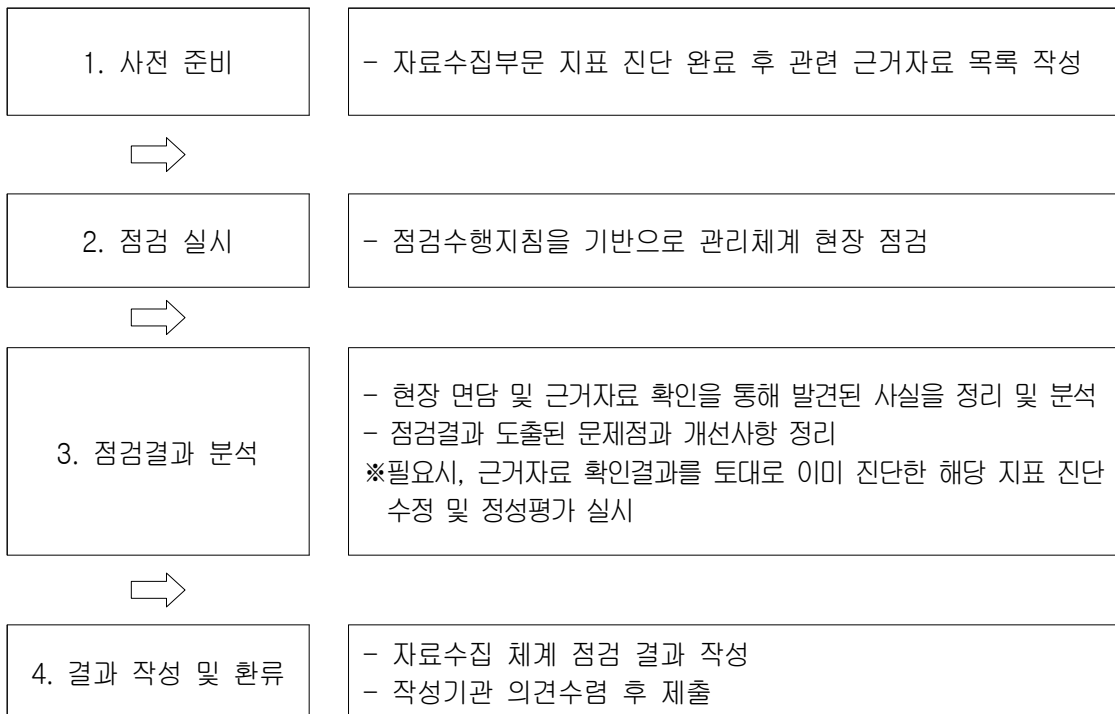 1. 사전 준비
- 자료수집부문 지표 진단 완료 후 관련 근거자료 목록 작성
2. 점검 실시
- 점검수행지침을 기반으로 관리체계 현장 점검
3. 점검결과 분석
- 현장 면담 및 근거자료 확인을 통해 발견된 사실을 정리 및 분석
- 점검결과 도출된 문제점과 개선사항 정리
※필요시, 근거자료 확인결과를 토대로 이미 진단한 해당 지표 진단
수정 및 정성평가 실시
4. 결과 작성 및 환류
- 자료수집 체계 점검 결과 작성
- 작성기관 의견수렴 후 제출